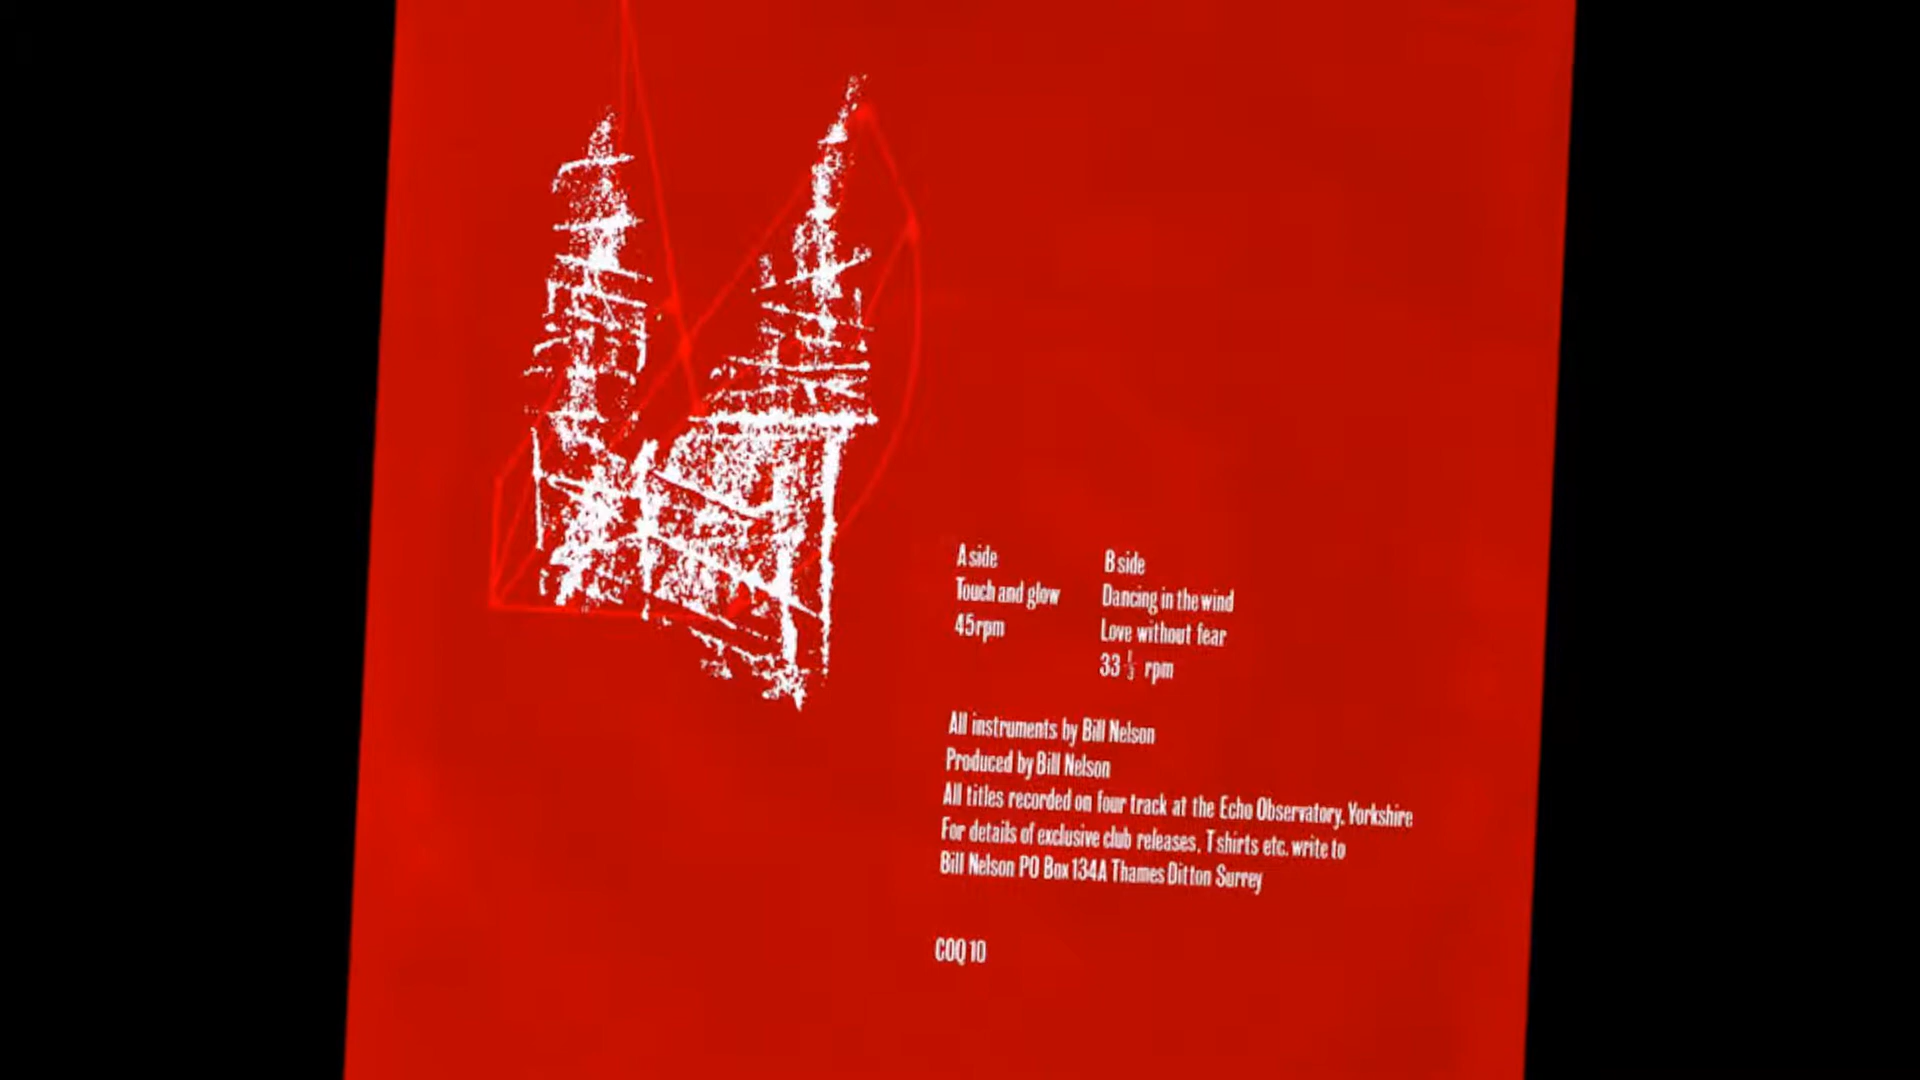 A side
Touch and glow
45rpm
B side
Dancing in the wind
Love without fear
33 ⅓ rpm
All instruments by Bill Nelson
Produced by Bill Nelson
All titles recorded on four track at the Echo Observatory, Yorkshire
For details of exclusive club releases, T shirts etc. write to
Bill Nelson PO Box 134A Thames Ditton Surrey
COQ 10